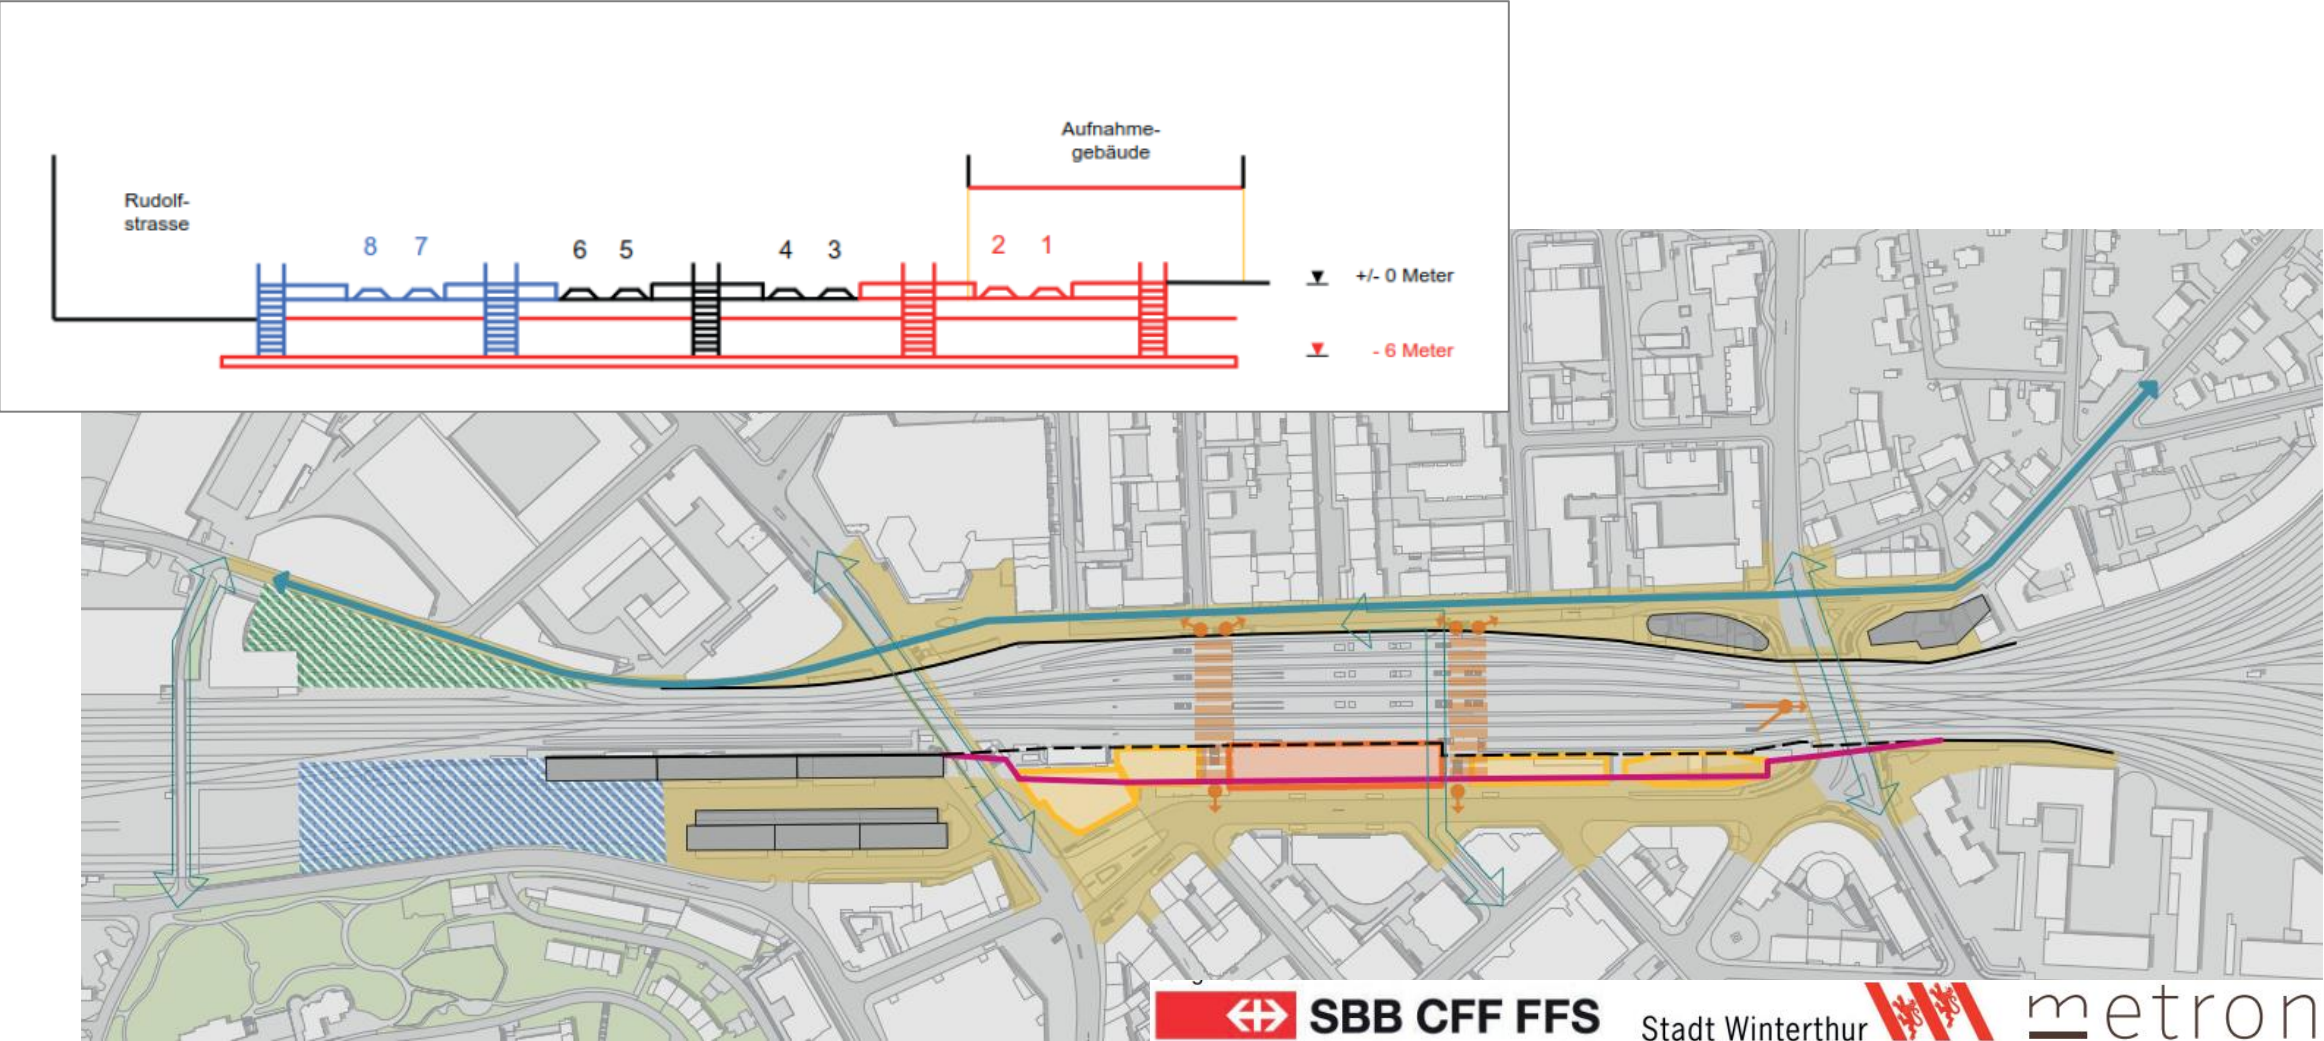 Aufnahme-
gebäude
Rudolf-
strasse
8 7 6 5 4 3 2 1
+/- 0 Meter
- 6 Meter
SBB CFF FFS
Stadt Winterthur
metron